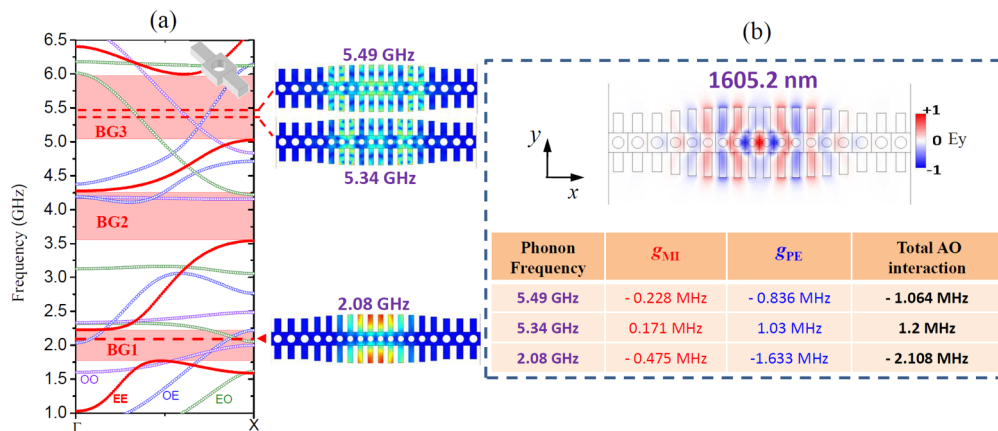 (a)
6.5
6.0
5.5
5.0
4.5
4.0
3.5
3.0
2.5
2.0
1.5
1.0
Frequency (GHz)
BG3
BG2
BG1
OO
EE
OE
EO
Γ
X
5.49 GHz
5.34 GHz
2.08 GHz
(b)
1605.2 nm
y
x
+1
0
-1
Ey
Phonon Frequency	gMI	gPE	Total AO interaction
5.49 GHz	- 0.228 MHz	- 0.836 MHz	- 1.064 MHz
5.34 GHz	0.171 MHz	1.03 MHz	1.2 MHz
2.08 GHz	- 0.475 MHz	-1.633 MHz	- 2.108 MHz